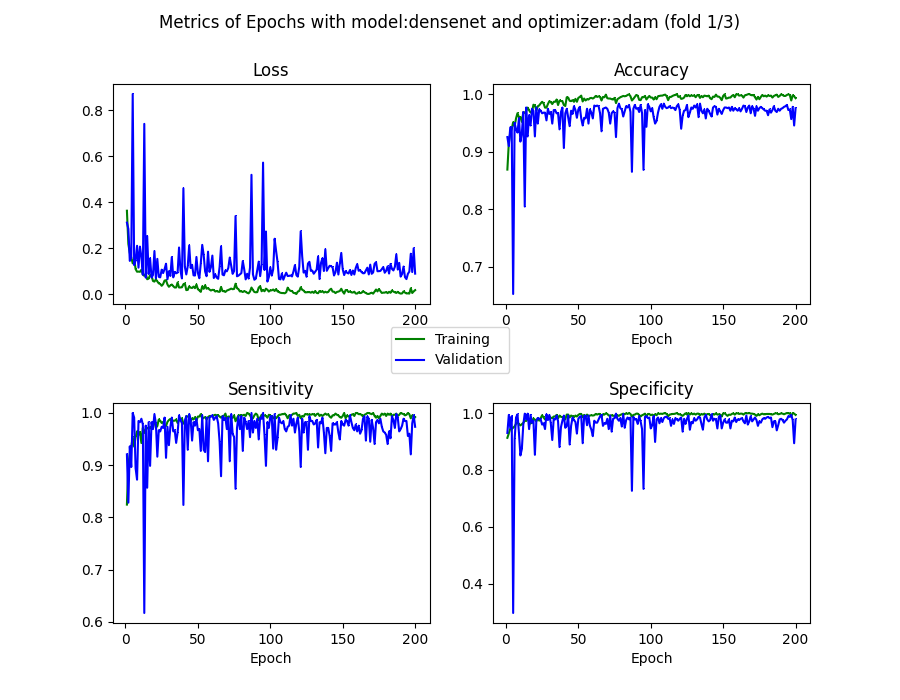 Metrics of Epochs with model:densenet and optimizer:adam (fold 1/3)
Loss
0.8
0.6
0.4
0.2
0.0
0 50 100 150 200
Epoch
Accuracy
1.0
0.9
0.8
0.7
0 50 100 150 200
Epoch
Training
Validation
Sensitivity
1.0
0.9
0.8
0.7
0.6
0 50 100 150 200
Epoch
Specificity
1.0
0.8
0.6
0.4
0 50 100 150 200
Epoch